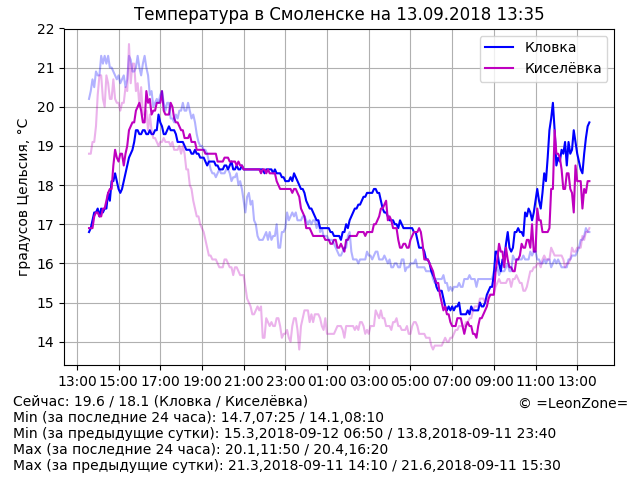 Температура в Смоленске на 13.09.2018 13:35
22
21
20
19
18
17
16
15
14
градусов Цельсия, °C
Кловка
Киселёвка
13:00 15:00 17:00 19:00 21:00 23:00 01:00 03:00 05:00 07:00 09:00 11:00 13:00
Сейчас: 19.6 / 18.1 (Кловка / Киселёвка)
© =LeonZone=
Min (за последние 24 часа): 14.7,07:25 / 14.1,08:10
Min (за предыдущие сутки): 15.3,2018-09-12 06:50 / 13.8,2018-09-11 23:40
Max (за последние 24 часа): 20.1,11:50 / 20.4,16:20
Max (за предыдущие сутки): 21.3,2018-09-11 14:10 / 21.6,2018-09-11 15:30